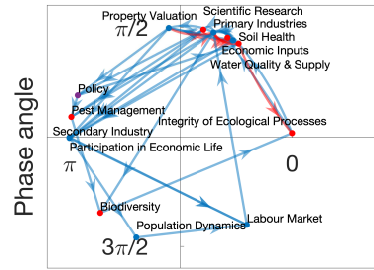 Scientific Research
Property Valuation
Primary Industries
π/2
Soil Health
Economic Inputs
Water Quality & Supply
Policy
Pest Management
Integrity of Ecological Processes
Secondary Industry
Participation in Economic Life
π
0
Phase angle
Biodiversity
Population Dynamics
Labour Market
3π/2